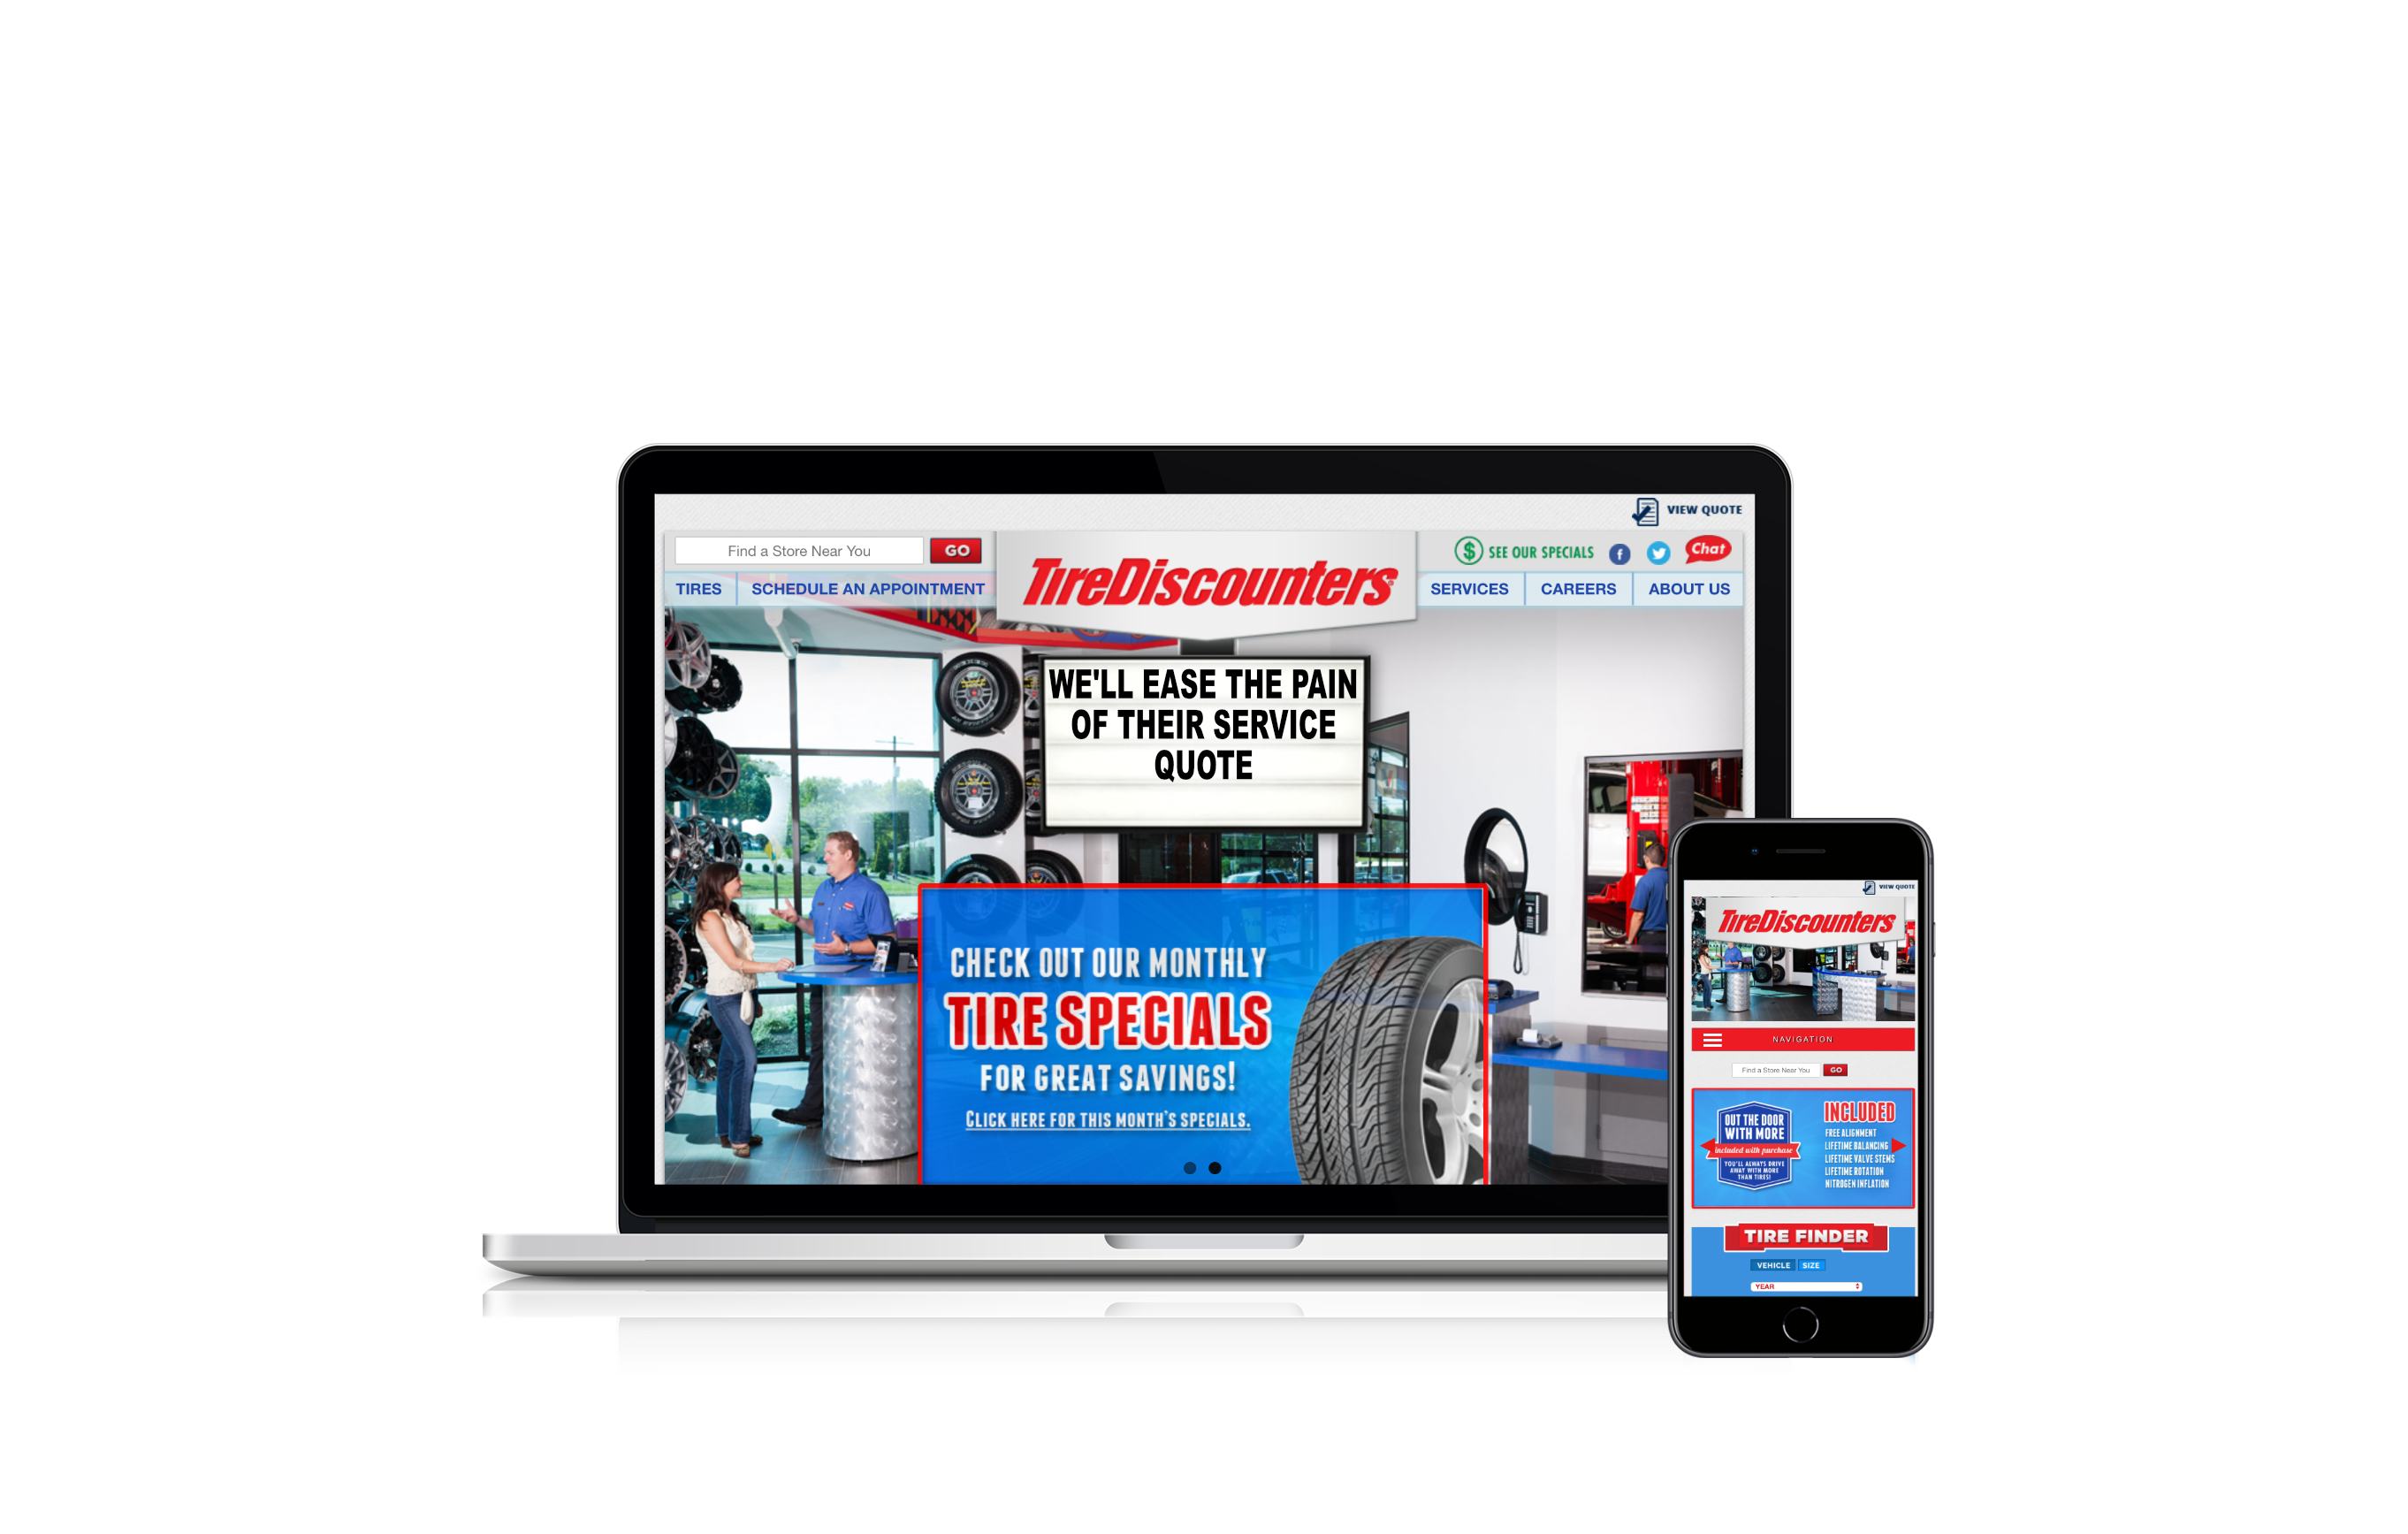 VIEW QUOTE
Find a Store Near You
GO
TireDiscounters
SEE OUR SPECIALS
f
Chat
TIRES
SCHEDULE AN APPOINTMENT
SERVICES
CAREERS
ABOUT US
WE'LL EASE THE PAIN
OF THEIR SERVICE
QUOTE
CHECK OUT OUR MONTHLY
TIRE SPECIALS
FOR GREAT SAVINGS!
CLICK HERE FOR THIS MONTH'S SPECIALS.
VIEW QUOTE
TireDiscounters
NAVIGATION
Find a Store Near You
GO
OUT THE DOOR
WITH MORE
included with purchase
YOU'LL ALWAYS DRIVE
AWAY WITH MORE
THAN TIRES!
INCLUDED
FREE ALIGNMENT
LIFETIME BALANCING
LIFETIME VALVE STEMS
LIFETIME ROTATION
NITROGEN INFLATION
TIRE FINDER
VEHICLE
SIZE
YEAR